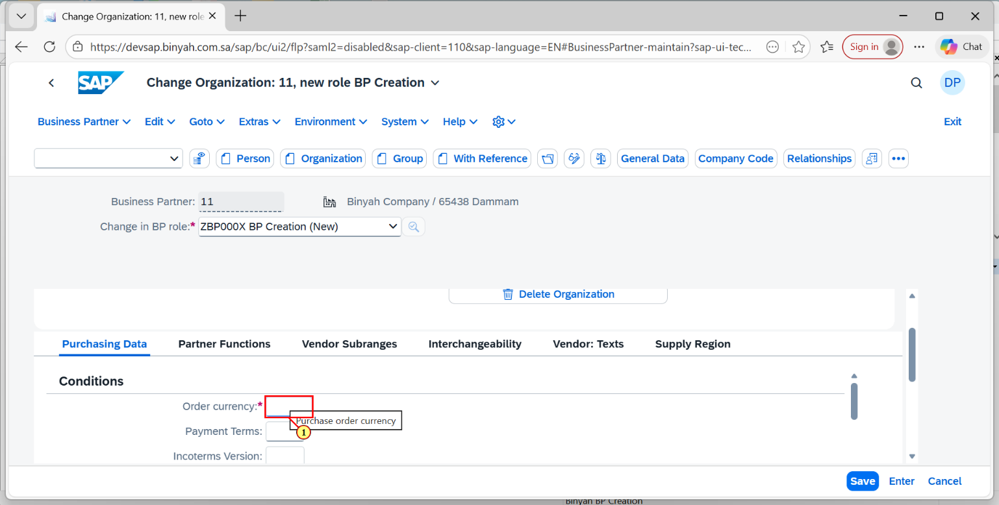 Change Organization: 11, new role
https://devsap.binyah.com.sa/sap/bc/ui2/flp?saml2=disabled&sap-client=110&sap-language=EN#BusinessPartner-maintain?sap-ui-tec...
Sign in
Chat
SAP
Change Organization: 11, new role BP Creation
DP
Business Partner Edit Goto Extras Environment System Help Exit
Person Organization Group With Reference General Data Company Code Relationships
Business Partner: 11 Binyah Company / 65438 Dammam
Change in BP role:* ZBP000X BP Creation (New)
Delete Organization
Purchasing Data Partner Functions Vendor Subranges Interchangeability Vendor: Texts Supply Region
Conditions
Order currency:*
Purchase order currency
Payment Terms: 1
Incoterms Version:
Save Enter Cancel
Binyah BP Creation